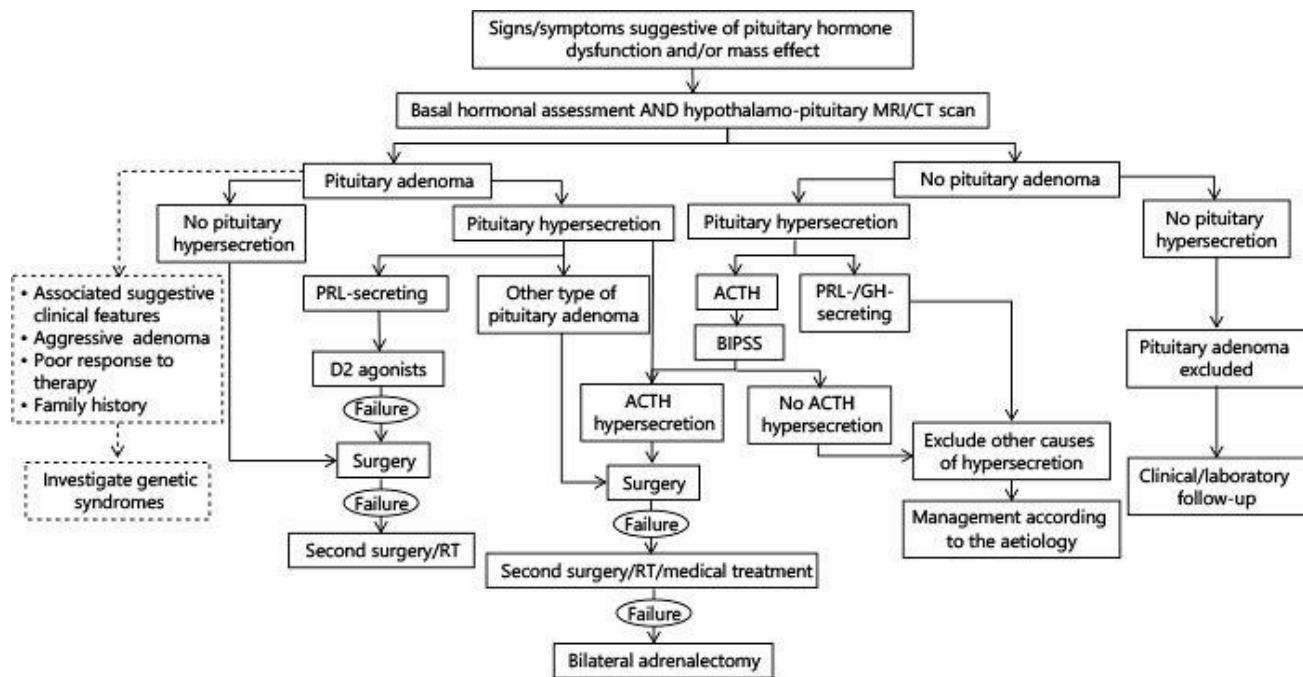 Signs/symptoms suggestive of pituitary hormone
dysfunction and/or mass effect
Basal hormonal assessment AND hypothalamo-pituitary MRI/CT scan
Pituitary adenoma
No pituitary adenoma
No pituitary
hypersecretion
Pituitary hypersecretion
Pituitary hypersecretion
No pituitary
hypersecretion
• Associated suggestive
clinical features
• Aggressive adenoma
• Poor response to
therapy
• Family history
Investigate genetic
syndromes
PRL-secreting
D2 agonists
Failure
Surgery
Failure
Second surgery/RT
Other type of
pituitary adenoma
ACTH
BIPSS
PRL-/GH-
secreting
ACTH
hypersecretion
No ACTH
hypersecretion
Surgery
Failure
Second surgery/RT/medical treatment
Failure
Bilateral adrenalectomy
Exclude other causes
of hypersecretion
Management according
to the aetiology
Pituitary adenoma
excluded
Clinical/laboratory
follow-up